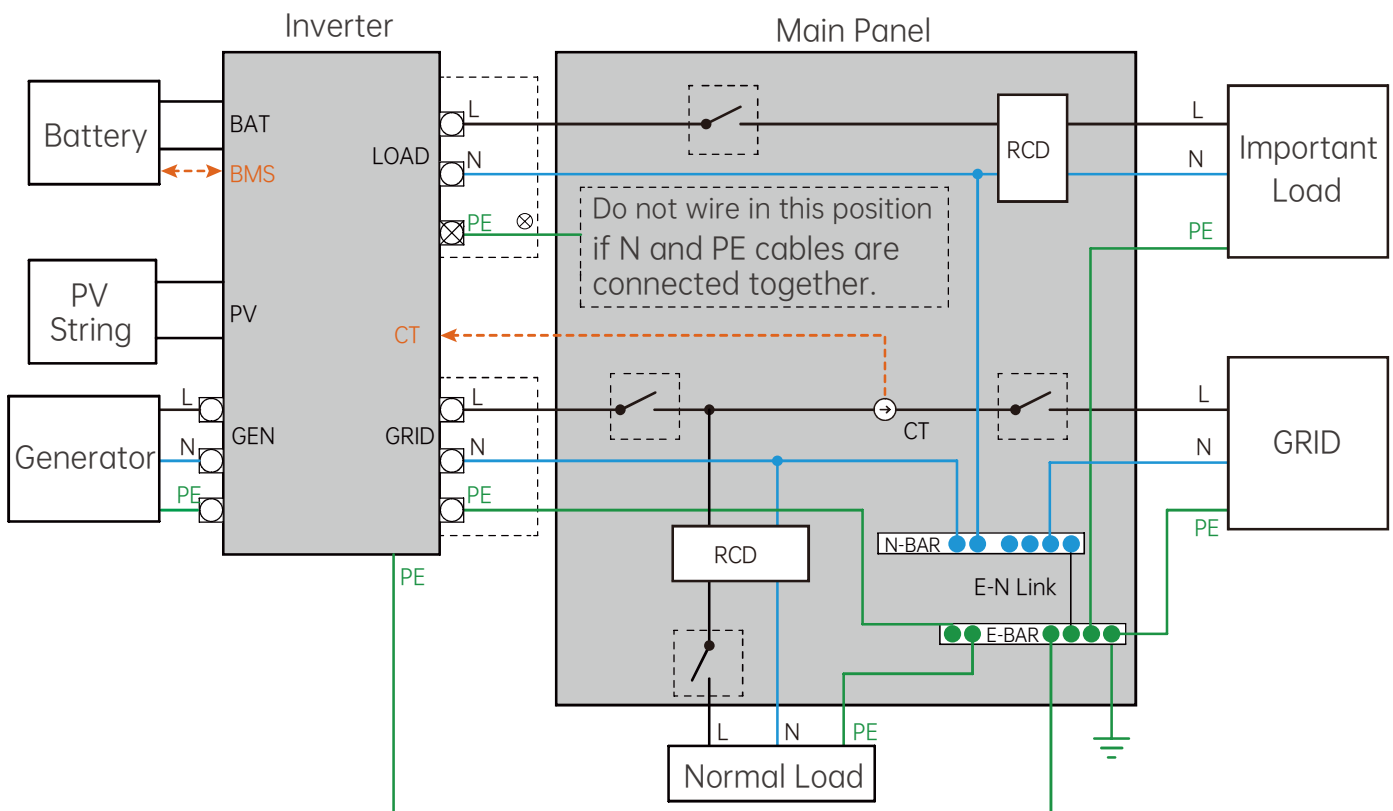 Inverter
Main Panel
Battery
BAT
BMS
LOAD
L
N
PE
RCD
L
N
PE
Important
Load
Do not wire in this position
if N and PE cables are
connected together.
PV
String
PV
CT
Generator
L
N
PE
GEN
GRID
L
N
PE
CT
L
N
PE
GRID
RCD
N-BAR
E-N Link
E-BAR
PE
L
N
PE
Normal Load